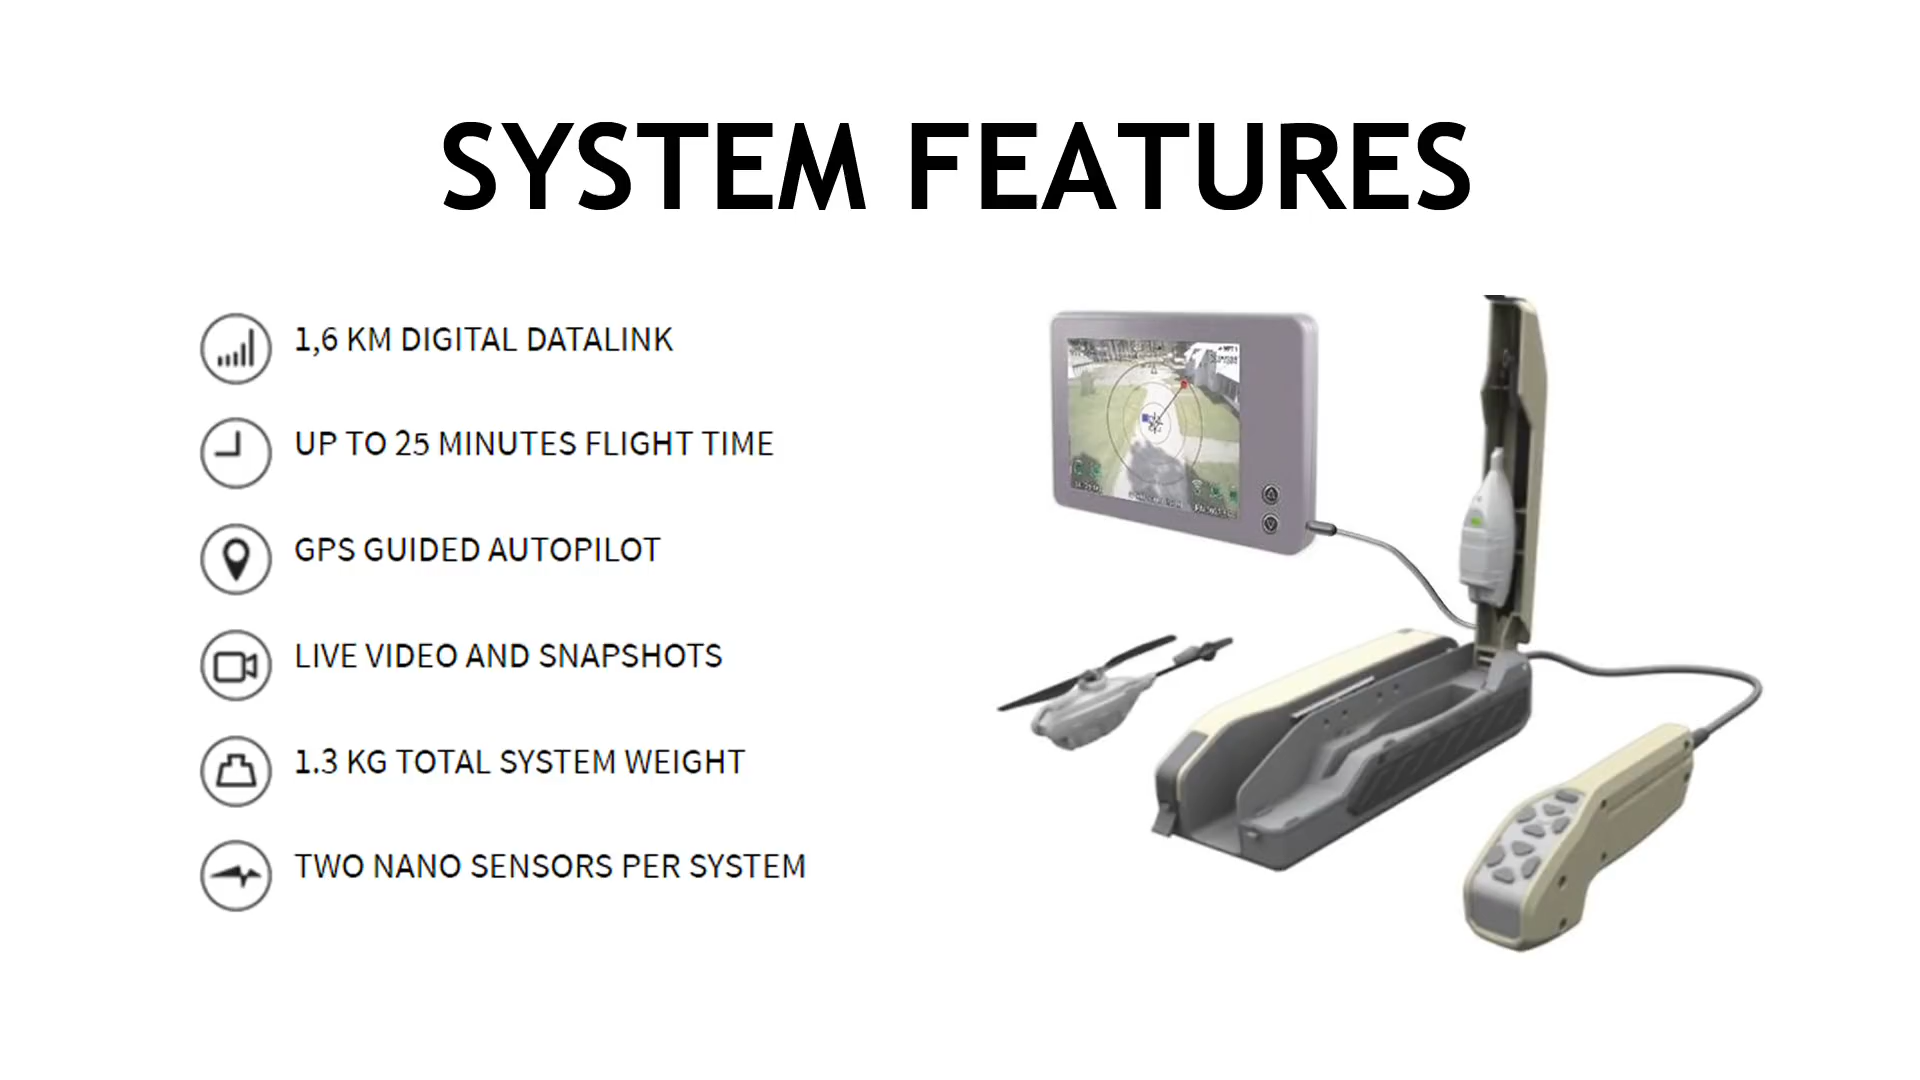 SYSTEM FEATURES
1,6 KM DIGITAL DATALINK
UP TO 25 MINUTES FLIGHT TIME
GPS GUIDED AUTOPILOT
LIVE VIDEO AND SNAPSHOTS
1.3 KG TOTAL SYSTEM WEIGHT
TWO NANO SENSORS PER SYSTEM